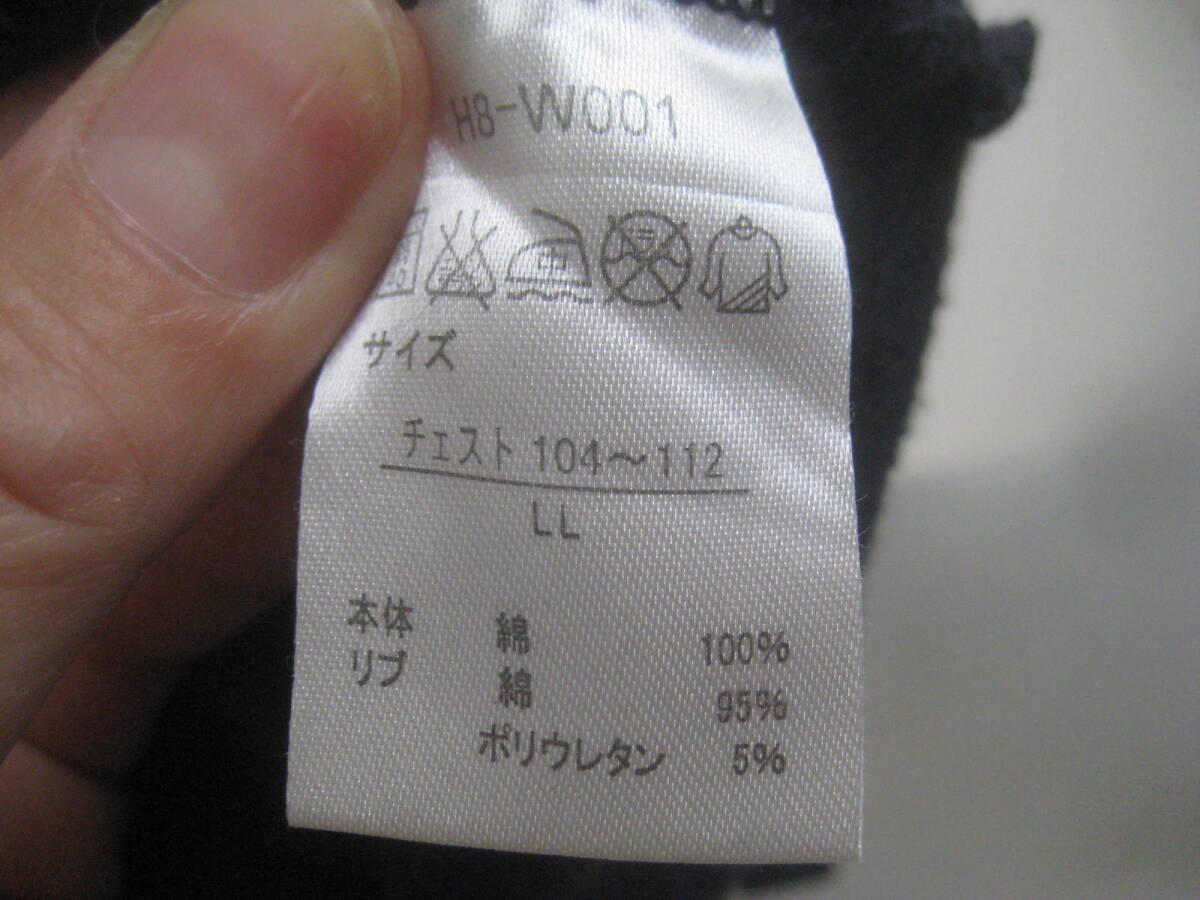 H8-W001
サイズ
チェスト 104～112
LL
本体 綿 100%
リブ 綿 95%
ポリウレタン 5%